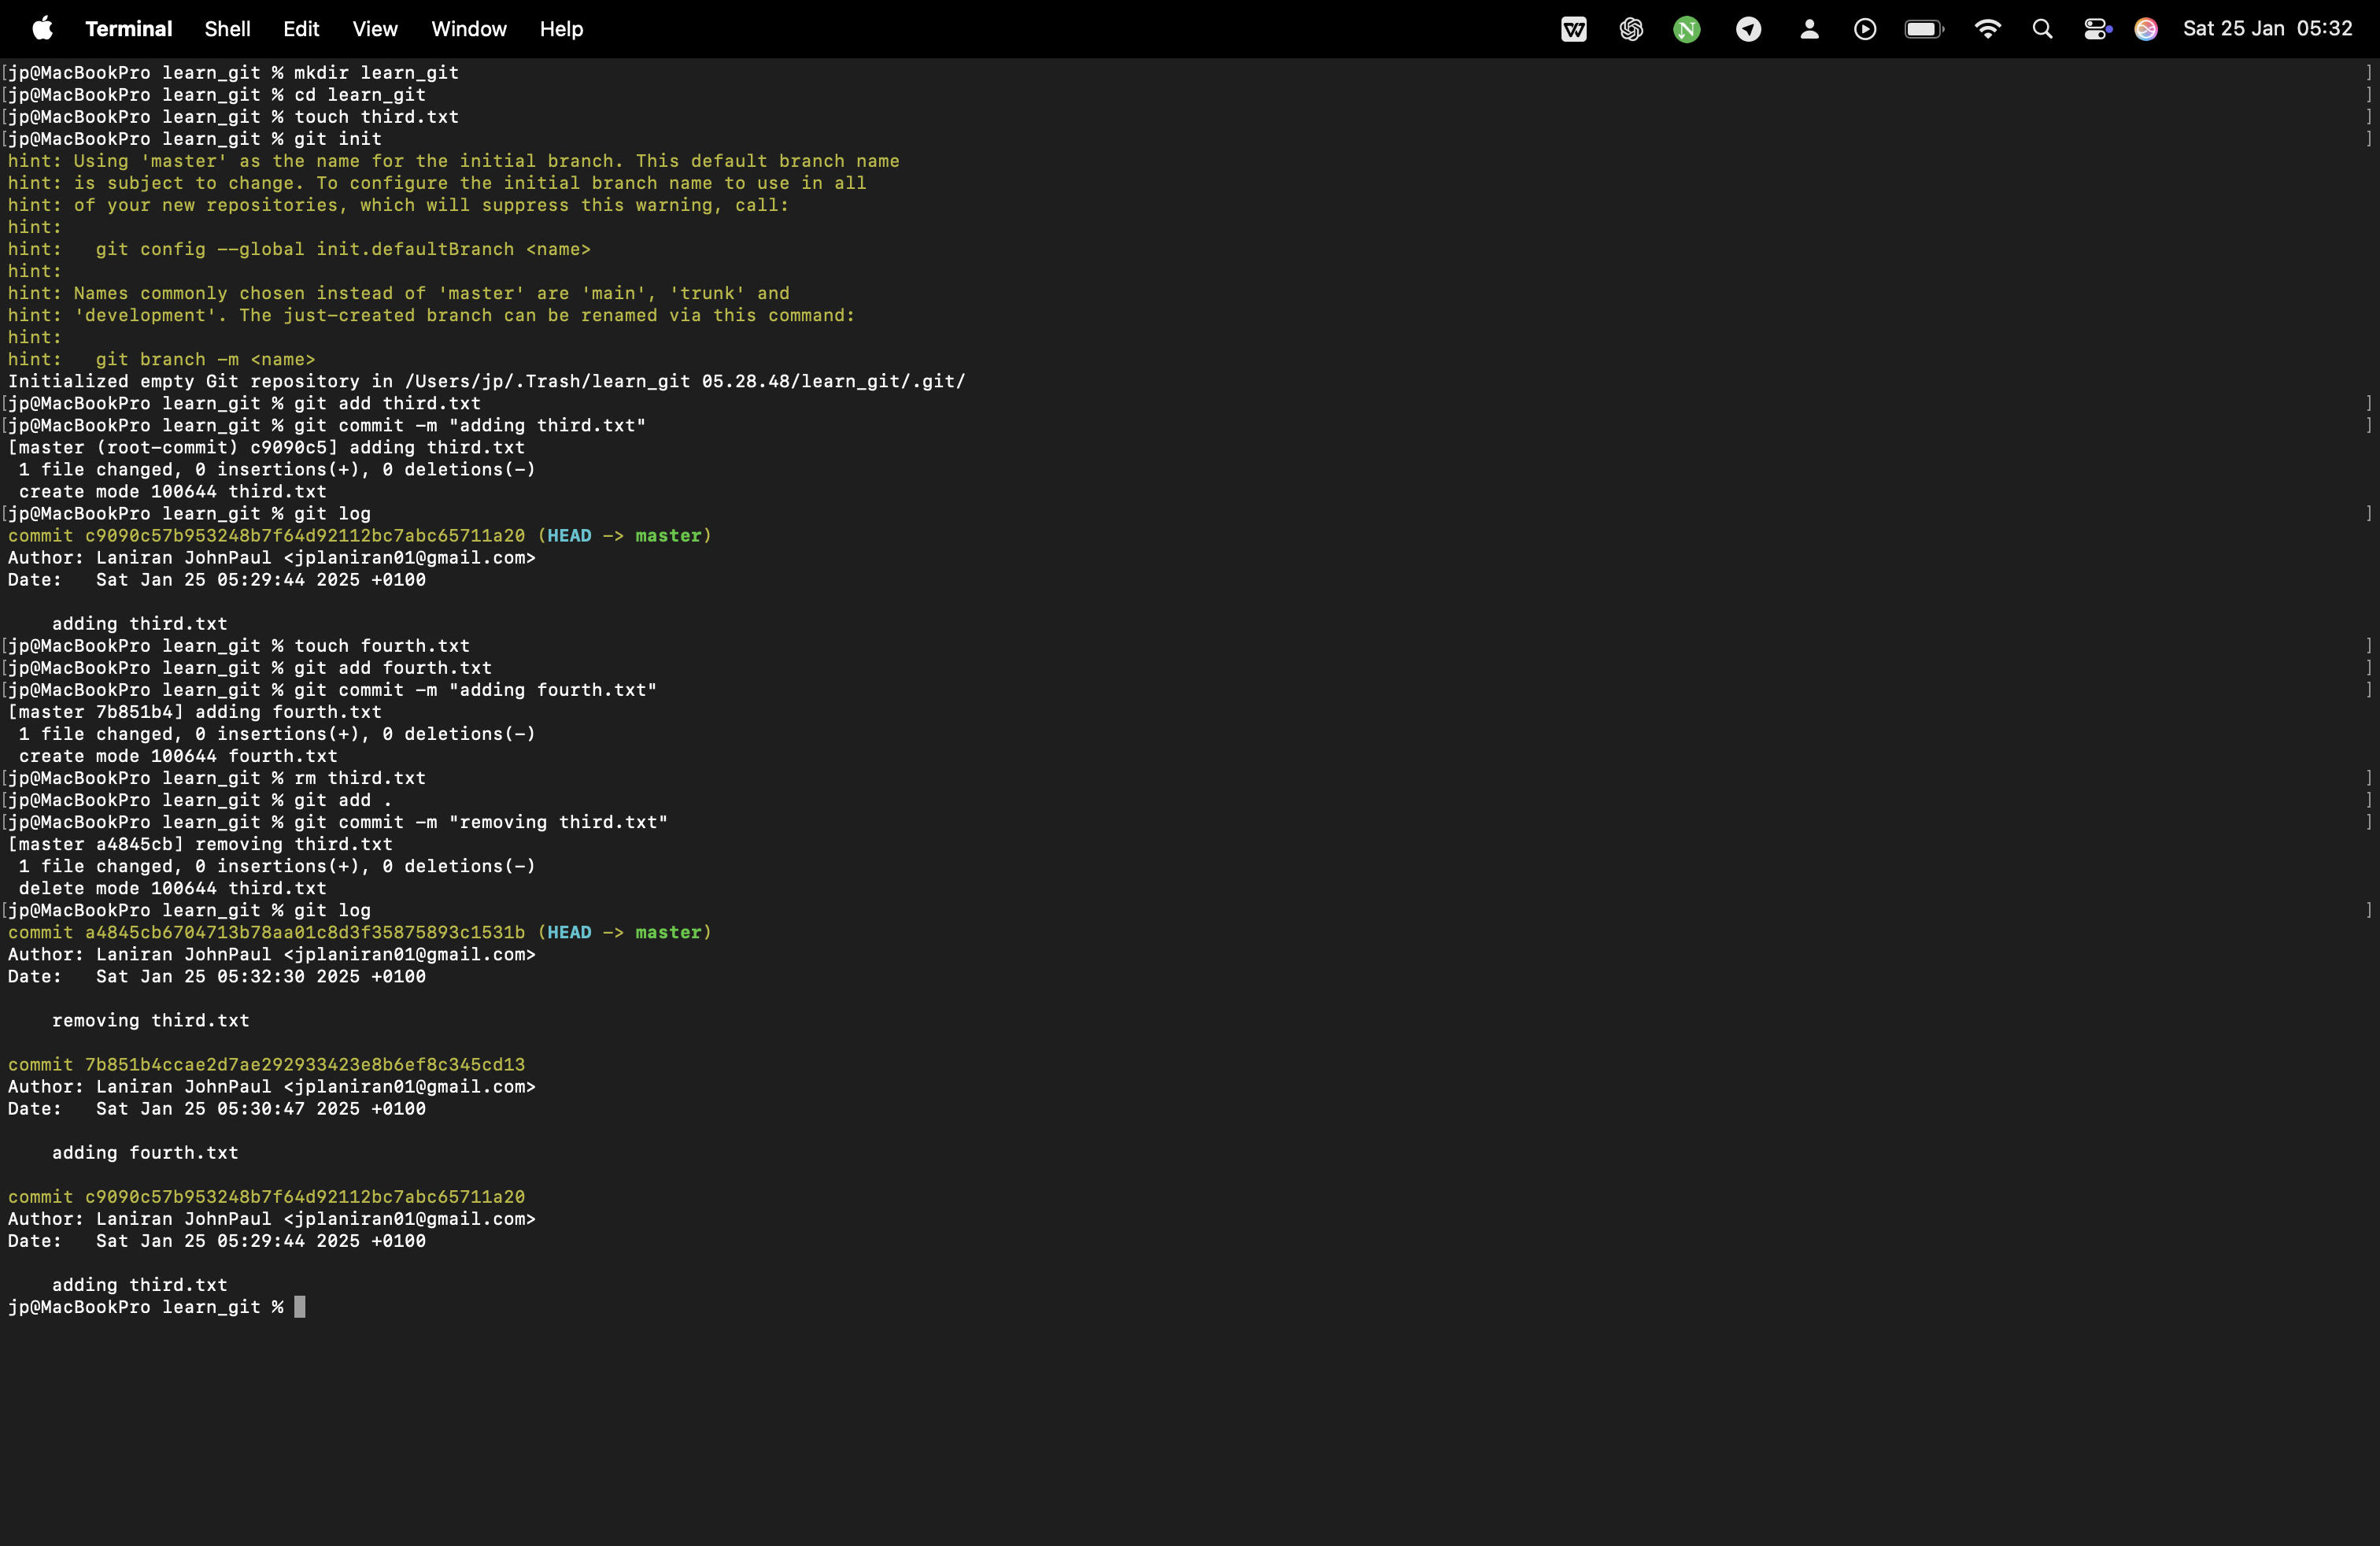 Terminal Shell Edit View Window Help W N Sat 25 Jan 05:32
[jp@MacBookPro learn_git % mkdir learn_git ]
[jp@MacBookPro learn_git % cd learn_git ]
[jp@MacBookPro learn_git % touch third.txt ]
[jp@MacBookPro learn_git % git init ]
hint: Using 'master' as the name for the initial branch. This default branch name
hint: is subject to change. To configure the initial branch name to use in all
hint: of your new repositories, which will suppress this warning, call:
hint:
hint:   git config --global init.defaultBranch <name>
hint:
hint: Names commonly chosen instead of 'master' are 'main', 'trunk' and
hint: 'development'. The just-created branch can be renamed via this command:
hint:
hint:   git branch -m <name>
Initialized empty Git repository in /Users/jp/.Trash/learn_git 05.28.48/learn_git/.git/
[jp@MacBookPro learn_git % git add third.txt ]
[jp@MacBookPro learn_git % git commit -m "adding third.txt" ]
[master (root-commit) c9090c5] adding third.txt
 1 file changed, 0 insertions(+), 0 deletions(-)
 create mode 100644 third.txt
[jp@MacBookPro learn_git % git log ]
commit c9090c57b953248b7f64d92112bc7abc65711a20 (HEAD -> master)
Author: Laniran JohnPaul <jplaniran01@gmail.com>
Date:   Sat Jan 25 05:29:44 2025 +0100
    adding third.txt
[jp@MacBookPro learn_git % touch fourth.txt ]
[jp@MacBookPro learn_git % git add fourth.txt ]
[jp@MacBookPro learn_git % git commit -m "adding fourth.txt" ]
[master 7b851b4] adding fourth.txt
 1 file changed, 0 insertions(+), 0 deletions(-)
 create mode 100644 fourth.txt
[jp@MacBookPro learn_git % rm third.txt ]
[jp@MacBookPro learn_git % git add . ]
[jp@MacBookPro learn_git % git commit -m "removing third.txt" ]
[master a4845cb] removing third.txt
 1 file changed, 0 insertions(+), 0 deletions(-)
 delete mode 100644 third.txt
[jp@MacBookPro learn_git % git log ]
commit a4845cb6704713b78aa01c8d3f35875893c1531b (HEAD -> master)
Author: Laniran JohnPaul <jplaniran01@gmail.com>
Date:   Sat Jan 25 05:32:30 2025 +0100
    removing third.txt
commit 7b851b4ccae2d7ae292933423e8b6ef8c345cd13
Author: Laniran JohnPaul <jplaniran01@gmail.com>
Date:   Sat Jan 25 05:30:47 2025 +0100
    adding fourth.txt
commit c9090c57b953248b7f64d92112bc7abc65711a20
Author: Laniran JohnPaul <jplaniran01@gmail.com>
Date:   Sat Jan 25 05:29:44 2025 +0100
    adding third.txt
jp@MacBookPro learn_git %